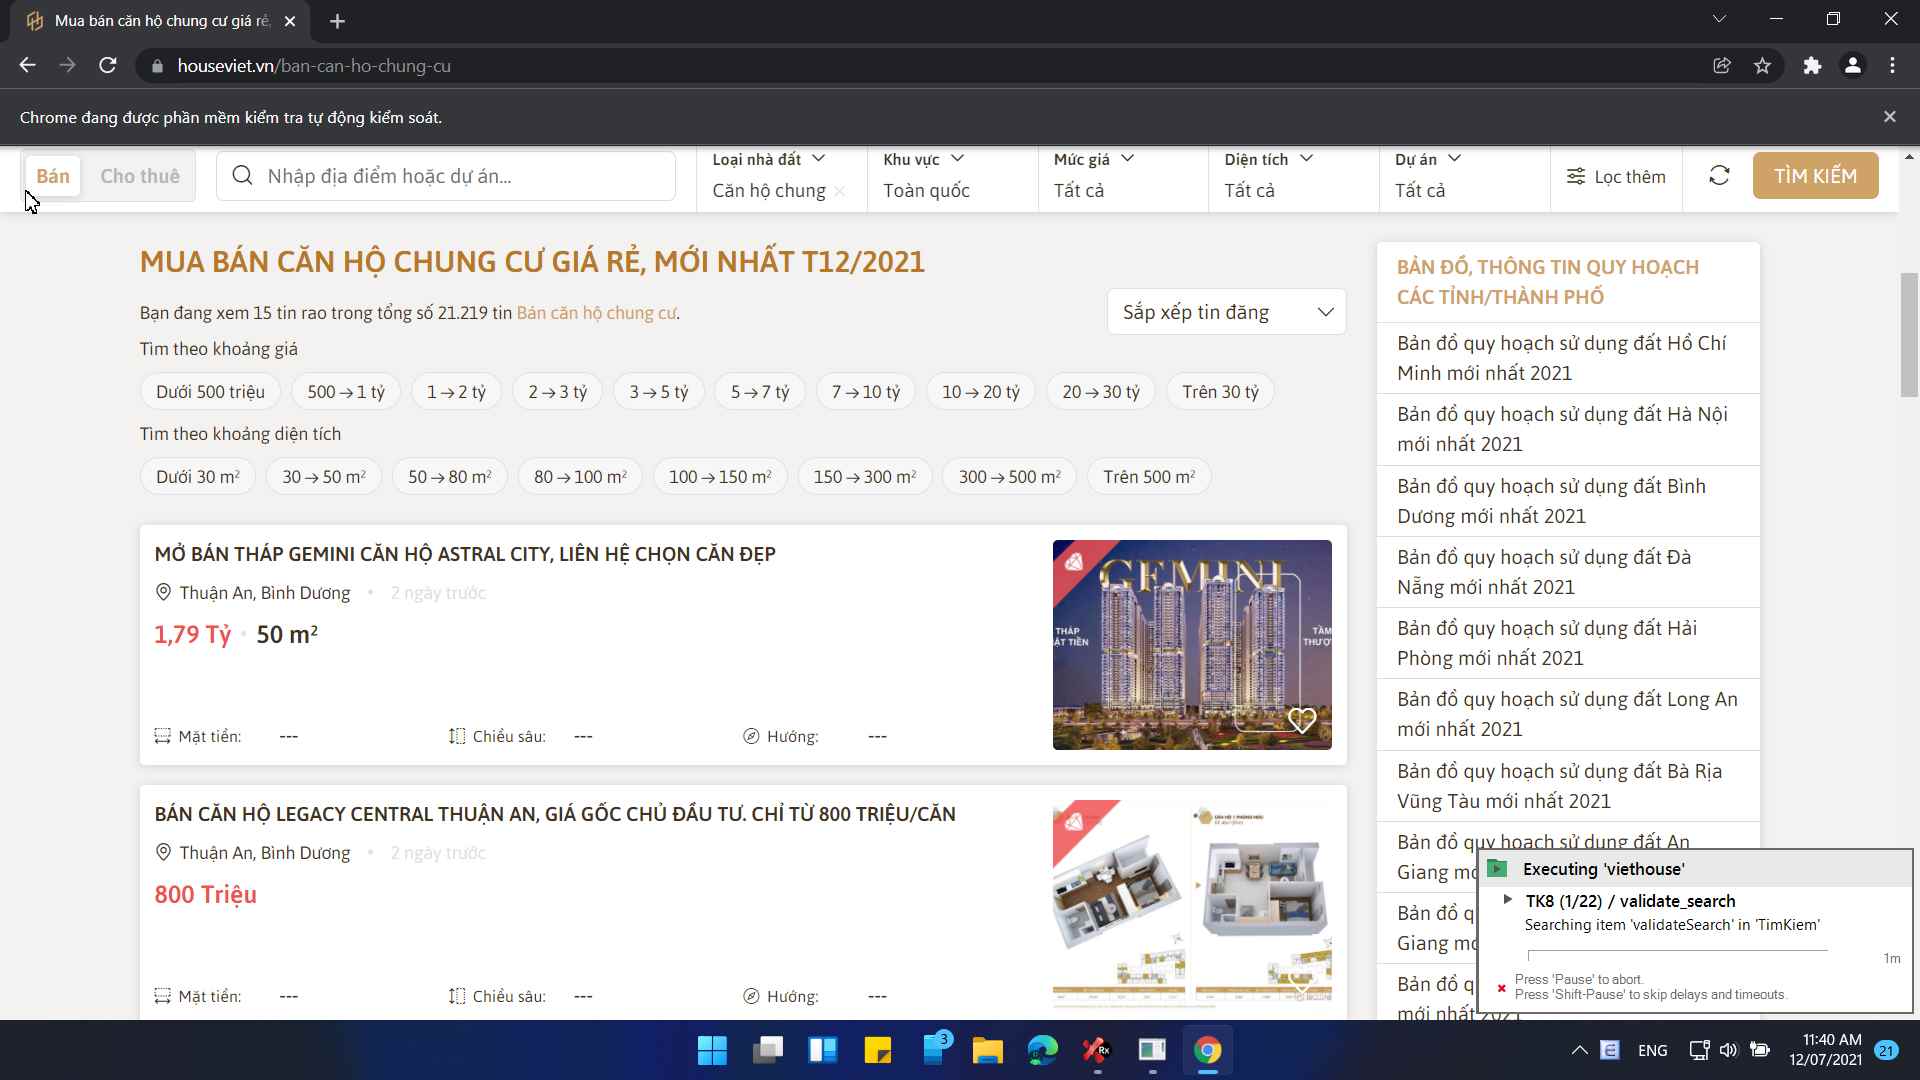 Mua bán căn hộ chung cư giá rẻ,
houseviet.vn/ban-can-ho-chung-cu
Chrome đang được phần mềm kiểm tra tự động kiểm soát.
Bán
Cho thuê
Nhập địa điểm hoặc dự án...
Loại nhà đất
Căn hộ chung
Khu vực
Toàn quốc
Mức giá
Tất cả
Diện tích
Tất cả
Dự án
Tất cả
Lọc thêm
TÌM KIẾM
MUA BÁN CĂN HỘ CHUNG CƯ GIÁ RẺ, MỚI NHẤT T12/2021
Bạn đang xem 15 tin rao trong tổng số 21.219 tin Bán căn hộ chung cư.
Sắp xếp tin đăng
Tìm theo khoảng giá
Dưới 500 triệu
500 → 1 tỷ
1 → 2 tỷ
2 → 3 tỷ
3 → 5 tỷ
5 → 7 tỷ
7 → 10 tỷ
10 → 20 tỷ
20 → 30 tỷ
Trên 30 tỷ
Tìm theo khoảng diện tích
Dưới 30 m²
30 → 50 m²
50 → 80 m²
80 → 100 m²
100 → 150 m²
150 → 300 m²
300 → 500 m²
Trên 500 m²
MỞ BÁN THÁP GEMINI CĂN HỘ ASTRAL CITY, LIÊN HỆ CHỌN CĂN ĐẸP
Thuận An, Bình Dương • 2 ngày trước
1,79 Tỷ • 50 m²
Mặt tiền: ---
Chiều sâu: ---
Hướng: ---
GEMINI
THÁP
TẦM
ẶT TIỀN
THƯỢ
BÁN CĂN HỘ LEGACY CENTRAL THUẬN AN, GIÁ GỐC CHỦ ĐẦU TƯ. CHỈ TỪ 800 TRIỆU/CĂN
Thuận An, Bình Dương • 2 ngày trước
800 Triệu
Mặt tiền: ---
Chiều sâu: ---
Hướng: ---
BẢN ĐỒ, THÔNG TIN QUY HOẠCH
CÁC TỈNH/THÀNH PHỐ
Bản đồ quy hoạch sử dụng đất Hồ Chí
Minh mới nhất 2021
Bản đồ quy hoạch sử dụng đất Hà Nội
mới nhất 2021
Bản đồ quy hoạch sử dụng đất Bình
Dương mới nhất 2021
Bản đồ quy hoạch sử dụng đất Đà
Nẵng mới nhất 2021
Bản đồ quy hoạch sử dụng đất Hải
Phòng mới nhất 2021
Bản đồ quy hoạch sử dụng đất Long An
mới nhất 2021
Bản đồ quy hoạch sử dụng đất Bà Rịa
Vũng Tàu mới nhất 2021
Bản đồ quy hoạch sử dụng đất An
Giang
Bản đồ
Giang
Bản đồ
mới nhất 2021
Executing 'viethouse'
TK8 (1/22) / validate_search
Searching item 'validateSearch' in 'TimKiem'
1m
Press 'Pause' to abort.
Press 'Shift-Pause' to skip delays and timeouts.
3
Rx
ENG
11:40 AM
12/07/2021
21